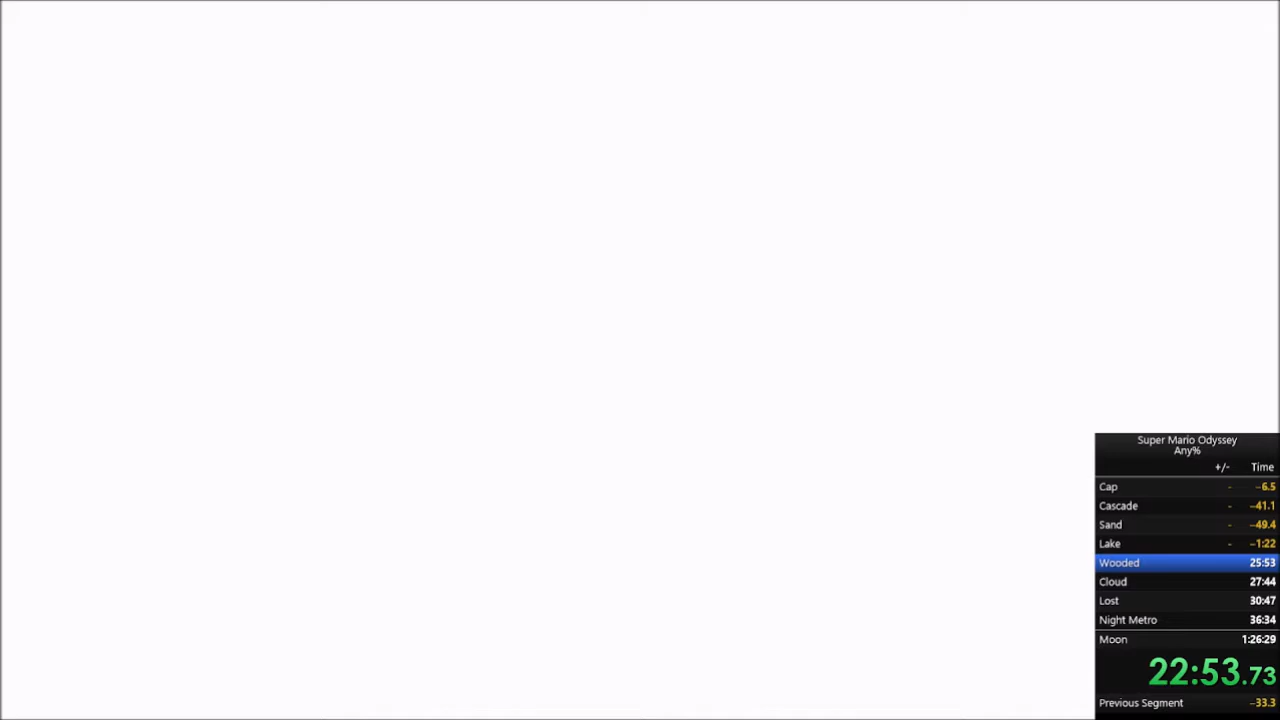 Super Mario Odyssey
Any%
+/- Time
Cap - -6.5
Cascade - -41.1
Sand - -49.4
Lake - -1:22
Wooded 25:53
Cloud 27:44
Lost 30:47
Night Metro 36:34
Moon 1:26:29
22:53.73
Previous Segment -33.3